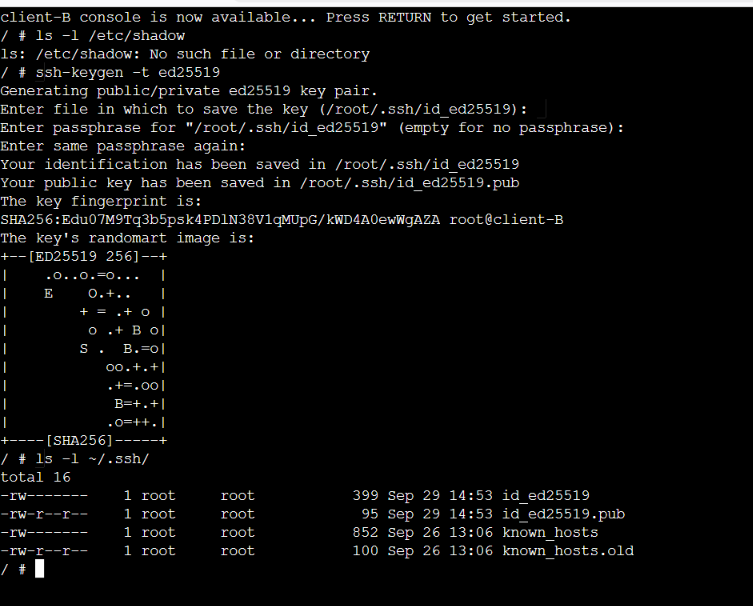 client-B console is now available... Press RETURN to get started.
/ # ls -l /etc/shadow
ls: /etc/shadow: No such file or directory
/ # ssh-keygen -t ed25519
Generating public/private ed25519 key pair.
Enter file in which to save the key (/root/.ssh/id_ed25519):
Enter passphrase for "/root/.ssh/id_ed25519" (empty for no passphrase):
Enter same passphrase again:
Your identification has been saved in /root/.ssh/id_ed25519
Your public key has been saved in /root/.ssh/id_ed25519.pub
The key fingerprint is:
SHA256:Edu07M9Tq3b5psk4PDlN38V1qMUpG/kWD4A0ewWgAZA root@client-B
The key's randomart image is:
+--[ED25519 256]--+
|    .o..o.=o...  |
|    E    O.+..   |
|        + = .+ o |
|         o .+ B o|
|        S .  B.=o|
|           oo.+.+|
|           .+=.oo|
|            B=+.+|
|           .o=++.|
+----[SHA256]-----+
/ # ls -l ~/.ssh/
total 16
-rw-------    1 root     root           399 Sep 29 14:53 id_ed25519
-rw-r--r--    1 root     root            95 Sep 29 14:53 id_ed25519.pub
-rw-------    1 root     root           852 Sep 26 13:06 known_hosts
-rw-r--r--    1 root     root           100 Sep 26 13:06 known_hosts.old
/ #